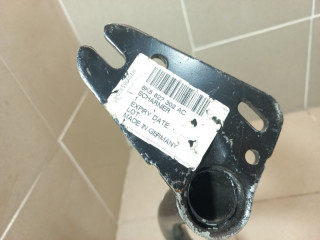 8K5 827 302 AC
SCHARNIER
EXPIRY DATE
LOT
MADE IN GERMANY